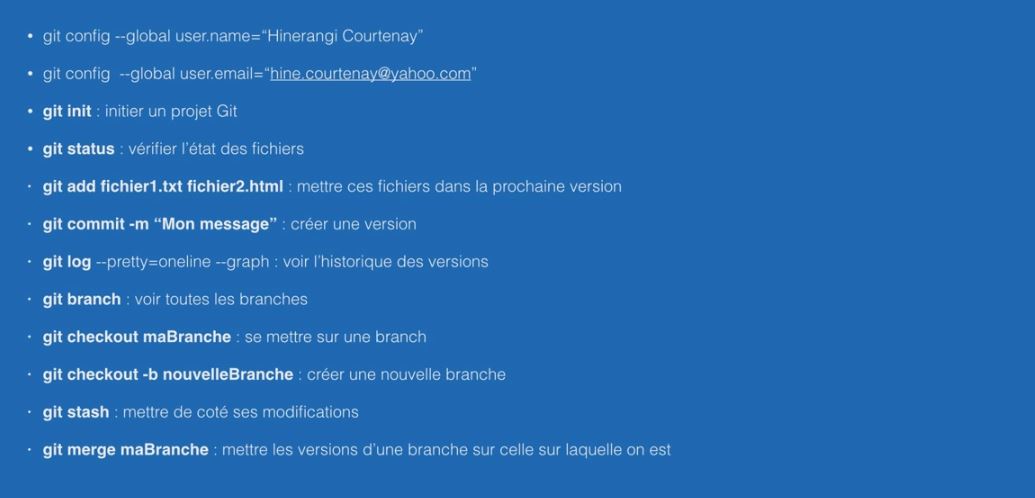 • git config --global user.name=“Hinerangi Courtenay”
• git config --global user.email=“hine.courtenay@yahoo.com”
• git init : initier un projet Git
• git status : vérifier l’état des fichiers
• git add fichier1.txt fichier2.html : mettre ces fichiers dans la prochaine version
• git commit -m “Mon message” : créer une version
• git log --pretty=oneline --graph : voir l’historique des versions
• git branch : voir toutes les branches
• git checkout maBranche : se mettre sur une branch
• git checkout -b nouvelleBranche : créer une nouvelle branche
• git stash : mettre de coté ses modifications
• git merge maBranche : mettre les versions d’une branche sur celle sur laquelle on est